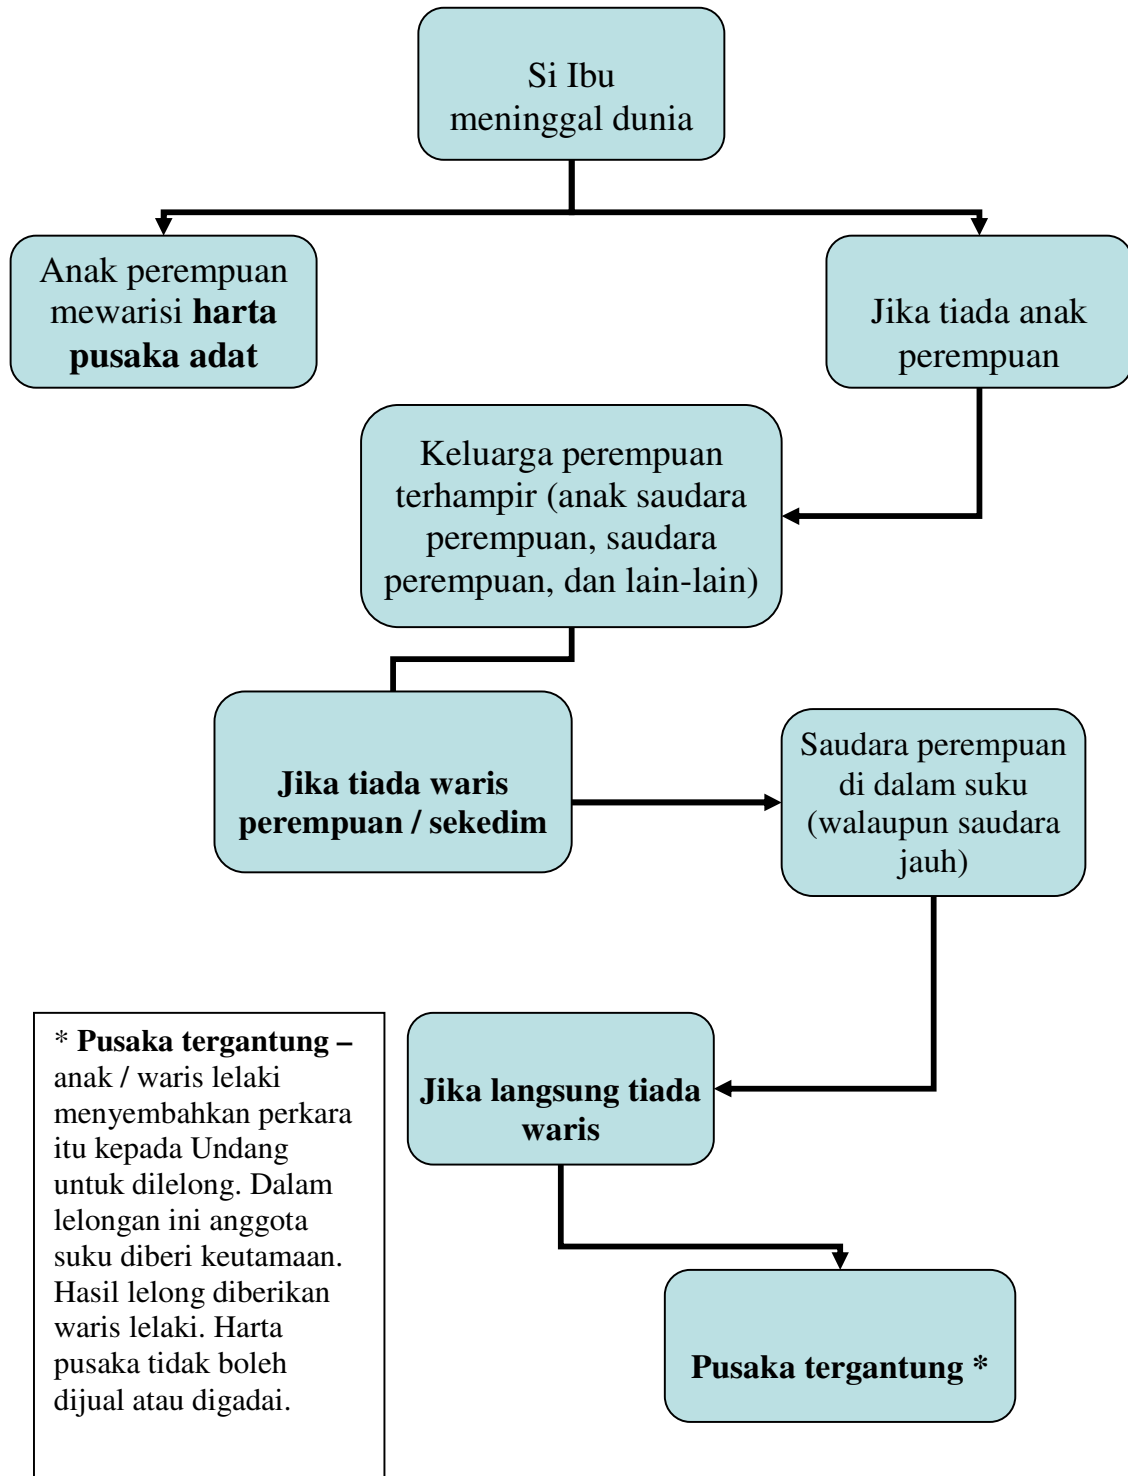 Si Ibu
meninggal dunia
Anak perempuan
mewarisi harta
pusaka adat
Jika tiada anak
perempuan
Keluarga perempuan
terhampir (anak saudara
perempuan, saudara
perempuan, dan lain-lain)
Jika tiada waris
perempuan / sekedim
Saudara perempuan
di dalam suku
(walaupun saudara
jauh)
* Pusaka tergantung –
anak / waris lelaki
menyembahkan perkara
itu kepada Undang
untuk dilelong. Dalam
lelongan ini anggota
suku diberi keutamaan.
Hasil lelong diberikan
waris lelaki. Harta
pusaka tidak boleh
dijual atau digadai.
Jika langsung tiada
waris
Pusaka tergantung *